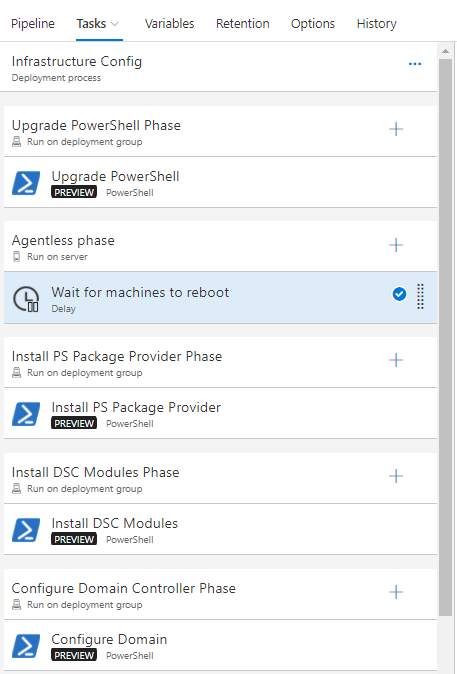 Pipeline Tasks Variables Retention Options History
Infrastructure Config
Deployment process
Upgrade PowerShell Phase
Run on deployment group
Upgrade PowerShell
PREVIEW PowerShell
Agentless phase
Run on server
Wait for machines to reboot
Delay
Install PS Package Provider Phase
Run on deployment group
Install PS Package Provider
PREVIEW PowerShell
Install DSC Modules Phase
Run on deployment group
Install DSC Modules
PREVIEW PowerShell
Configure Domain Controller Phase
Run on deployment group
Configure Domain
PREVIEW PowerShell